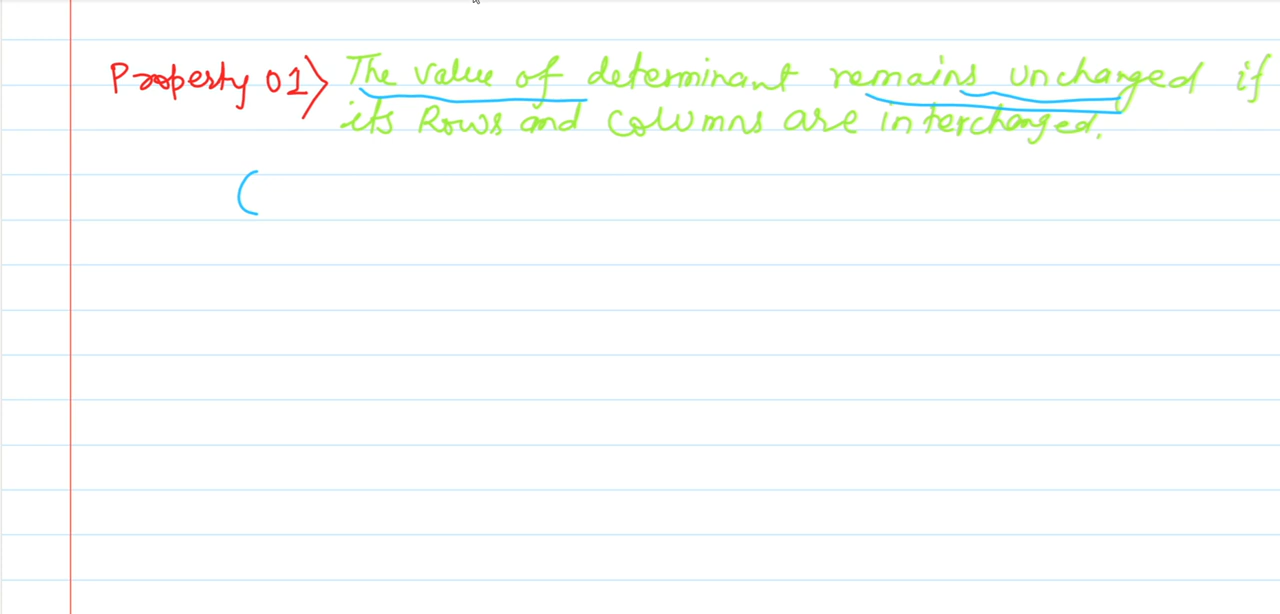 Property 01) The value of determinant remains unchanged if
its Rows and columns are interchanged.
(